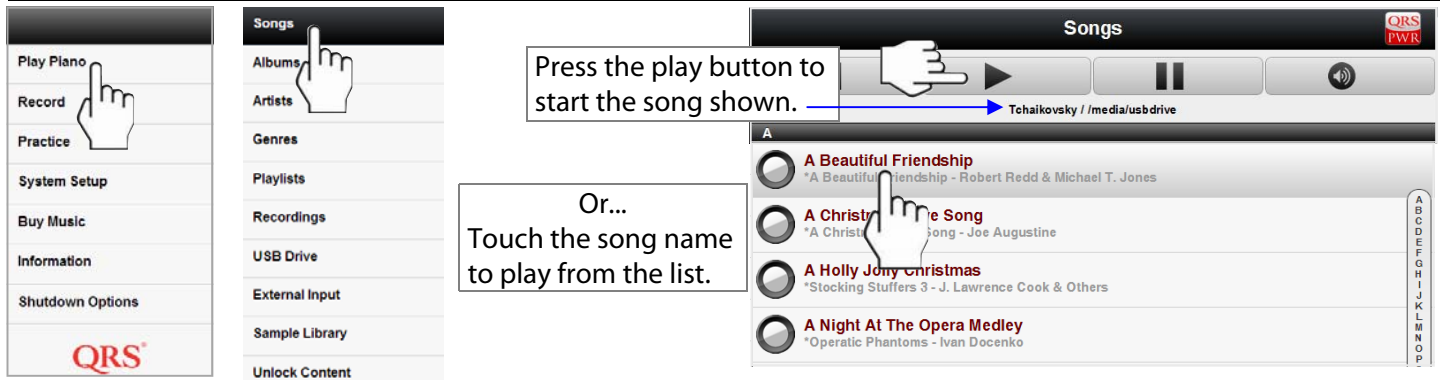 Play Piano
Record
Practice
System Setup
Buy Music
Information
Shutdown Options
QRS
Songs
Albums
Artists
Genres
Playlists
Recordings
USB Drive
External Input
Sample Library
Unlock Content
Press the play button to
start the song shown.
Or...
Touch the song name
to play from the list.
Songs
QRS
PWR
Tchaikovsky / /media/usbdrive
A
A Beautiful Friendship
*A Beautiful Friendship - Robert Redd & Michael T. Jones
A Christ e Song
*A Christ Song - Joe Augustine
A Holly Jolly Christmas
*Stocking Stuffers 3 - J. Lawrence Cook & Others
A Night At The Opera Medley
*Operatic Phantoms - Ivan Docenko
A
B
C
D
E
F
G
H
I
J
K
L
M
N
O
P